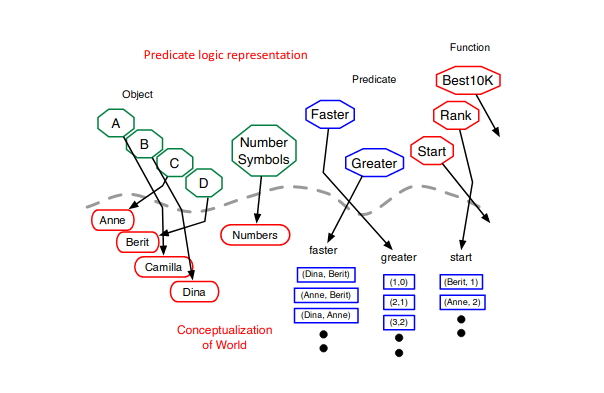 Function
Predicate logic representation
Predicate
Best10K
Object
Faster
Rank
A
B
Number
Symbols
Start
C
Greater
D
Anne
Berit
Numbers
faster
greater
start
Camilla
(Dina, Berit)
(1,0)
(Berit, 1)
Dina
(Anne, Berit)
(2,1)
(Anne, 2)
(Dina, Anne)
(3,2)
Conceptualization
of World